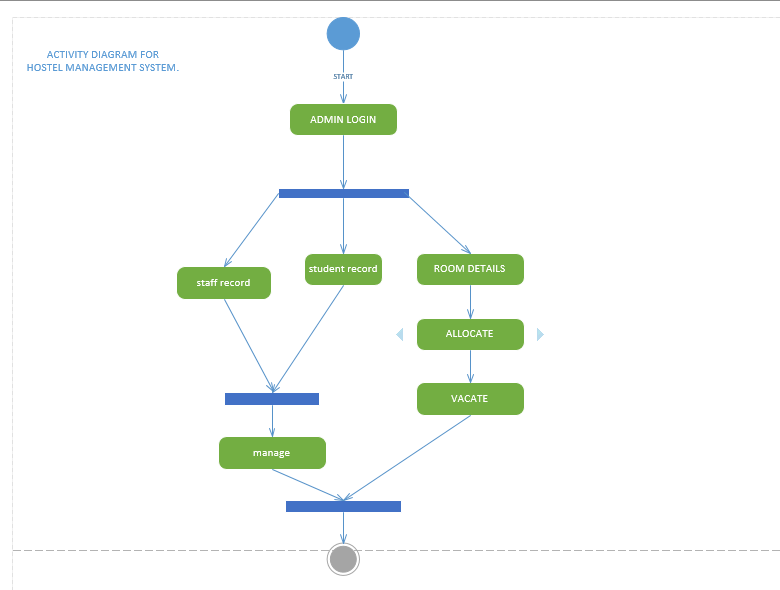 ACTIVITY DIAGRAM FOR
HOSTEL MANAGEMENT SYSTEM.
START
ADMIN LOGIN
staff record
student record
ROOM DETAILS
ALLOCATE
VACATE
manage